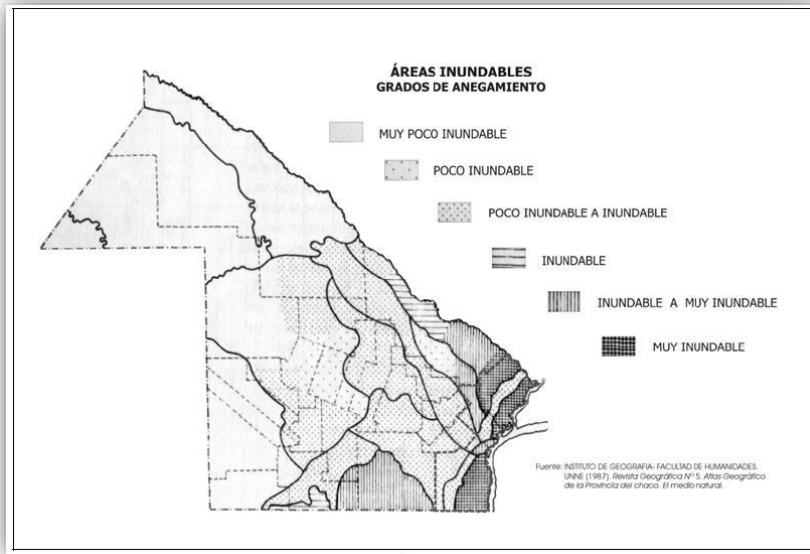 ÁREAS INUNDABLES
GRADOS DE ANEGAMIENTO
MUY POCO INUNDABLE
POCO INUNDABLE
POCO INUNDABLE A INUNDABLE
INUNDABLE
INUNDABLE A MUY INUNDABLE
MUY INUNDABLE
Fuente: INSTITUTO DE GEOGRAFIA- FACULTAD DE HUMANIDADES.
UNNE (1987). Revista Geográfica Nº 5. Atlas Geográfico
de la Provincia del chaco. El medio natural.